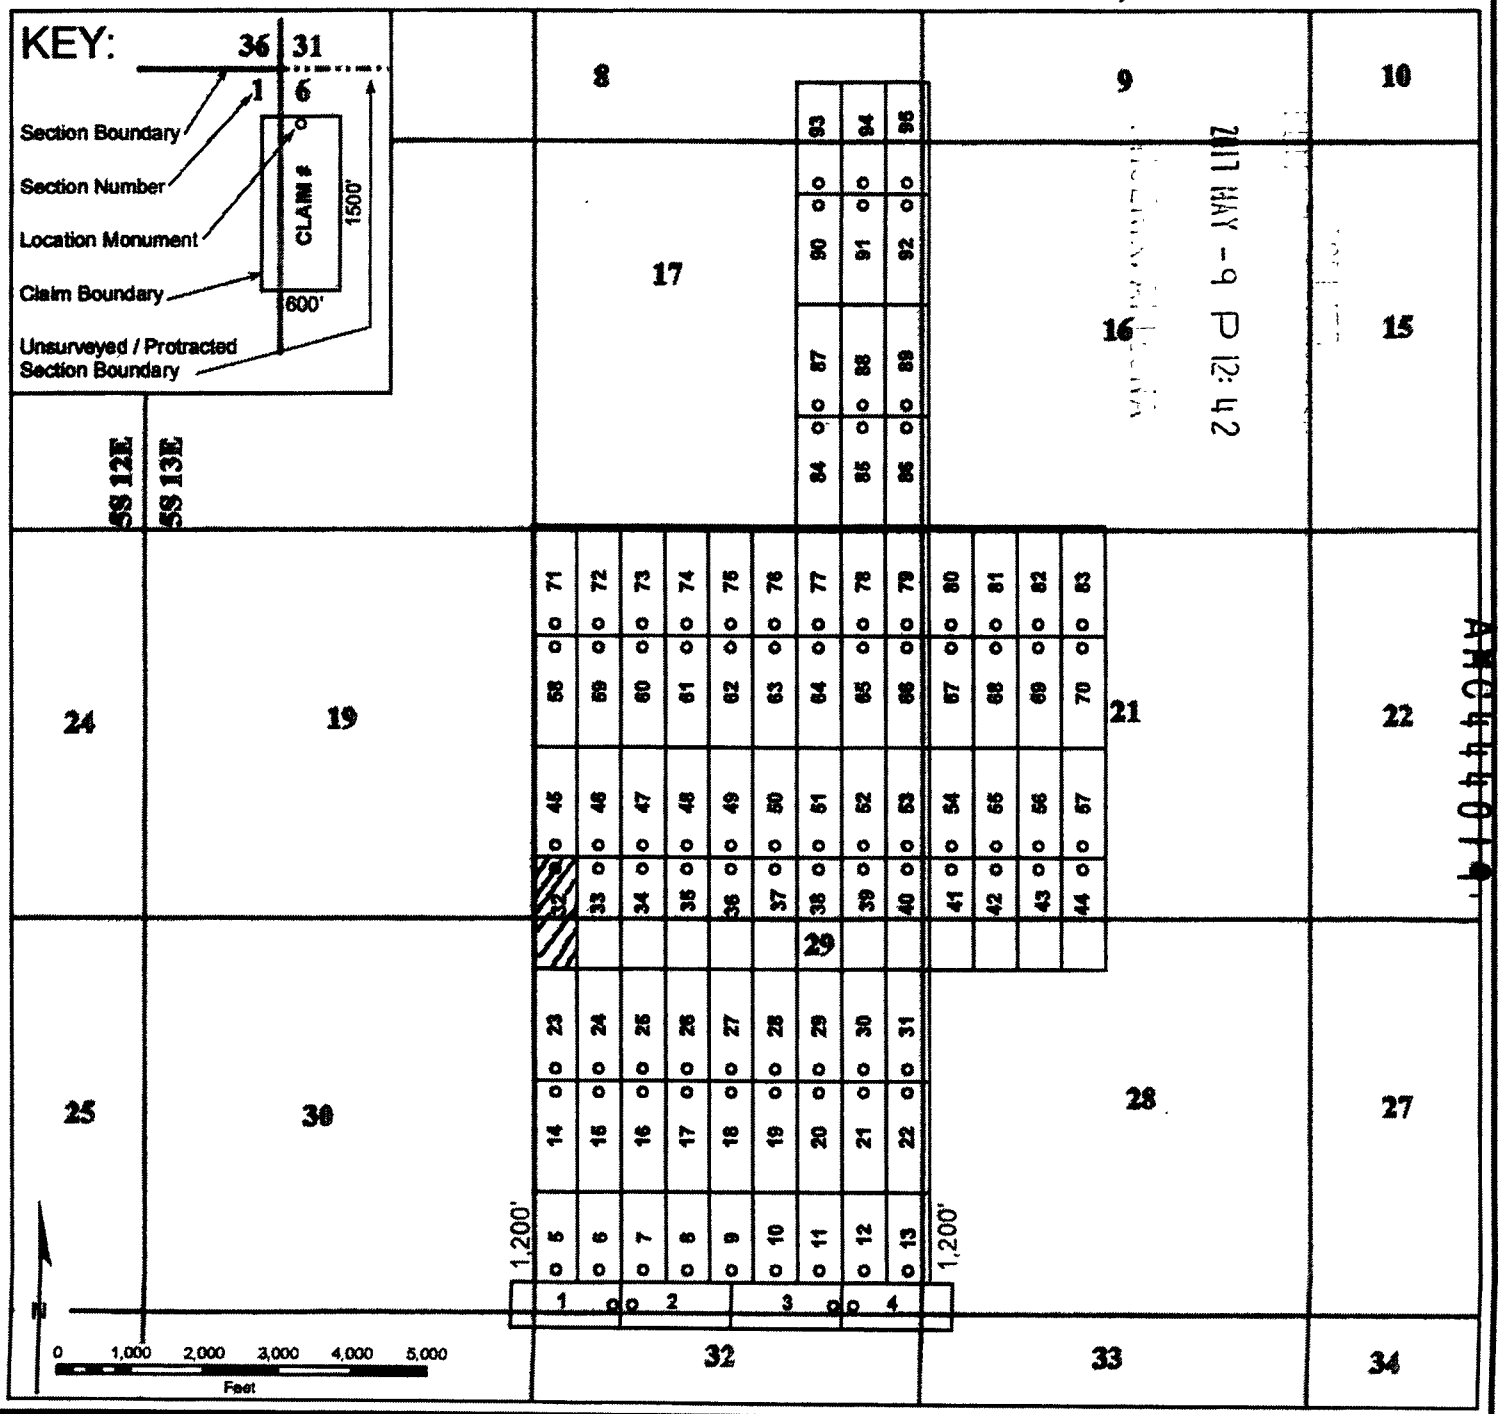 KEY:
36 31
1 6
Section Boundary
Section Number
Location Monument
Claim Boundary
Unsurveyed / Protracted
Section Boundary
CLAIM #
1500'
600'
8 9 10
93 94 95
17 16 15
90 91 92
87 88 89
84 85 86
2017 MAY -9 P 12: 42
5S 12E
5S 13E
71 72 73 74 75 76 77 78 79 80 81 82 83
58 59 60 61 62 63 64 65 66 67 68 69 70
24 19 21 22
45 46 47 48 49 50 51 52 53 54 55 56 57
32 33 34 35 36 37 38 39 40 41 42 43 44
29
23 24 25 26 27 28 29 30 31
25 30 28 27
14 15 16 17 18 19 20 21 22
1,200' 1,200'
5 6 7 8 9 10 11 12 13
1 2 3 4
N
32 33 34
0 1,000 2,000 3,000 4,000 5,000
Feet